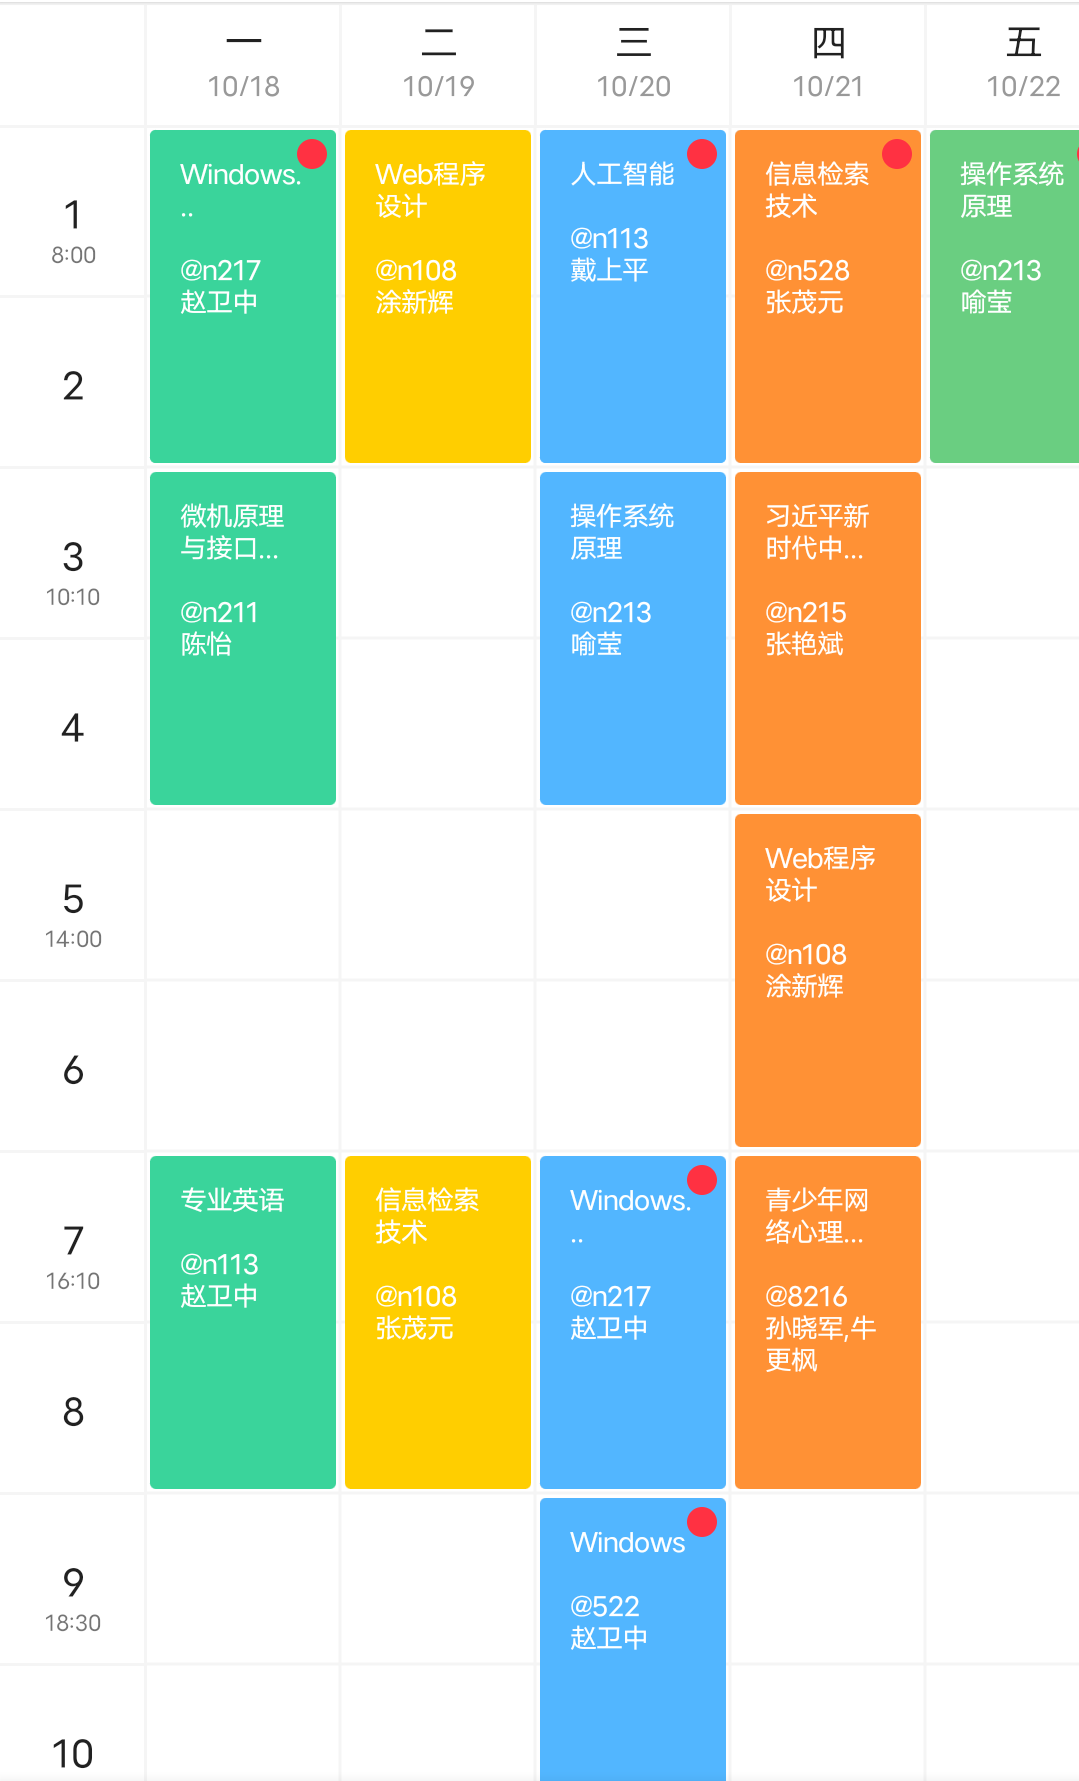 一
二
三
四
五
10/18
10/19
10/20
10/21
10/22
1
8:00
Windows.
..
@n217
赵卫中
Web程序
设计
@n108
涂新辉
人工智能
@n113
戴上平
信息检索
技术
@n528
张茂元
操作系统
原理
@n213
喻莹
2
3
10:10
微机原理
与接口...
@n211
陈怡
操作系统
原理
@n213
喻莹
习近平新
时代中...
@n215
张艳斌
4
5
14:00
Web程序
设计
@n108
涂新辉
6
7
16:10
专业英语
@n113
赵卫中
信息检索
技术
@n108
张茂元
Windows.
..
@n217
赵卫中
青少年网
络心理...
@8216
孙晓军,牛
更枫
8
9
18:30
Windows
@522
赵卫中
10